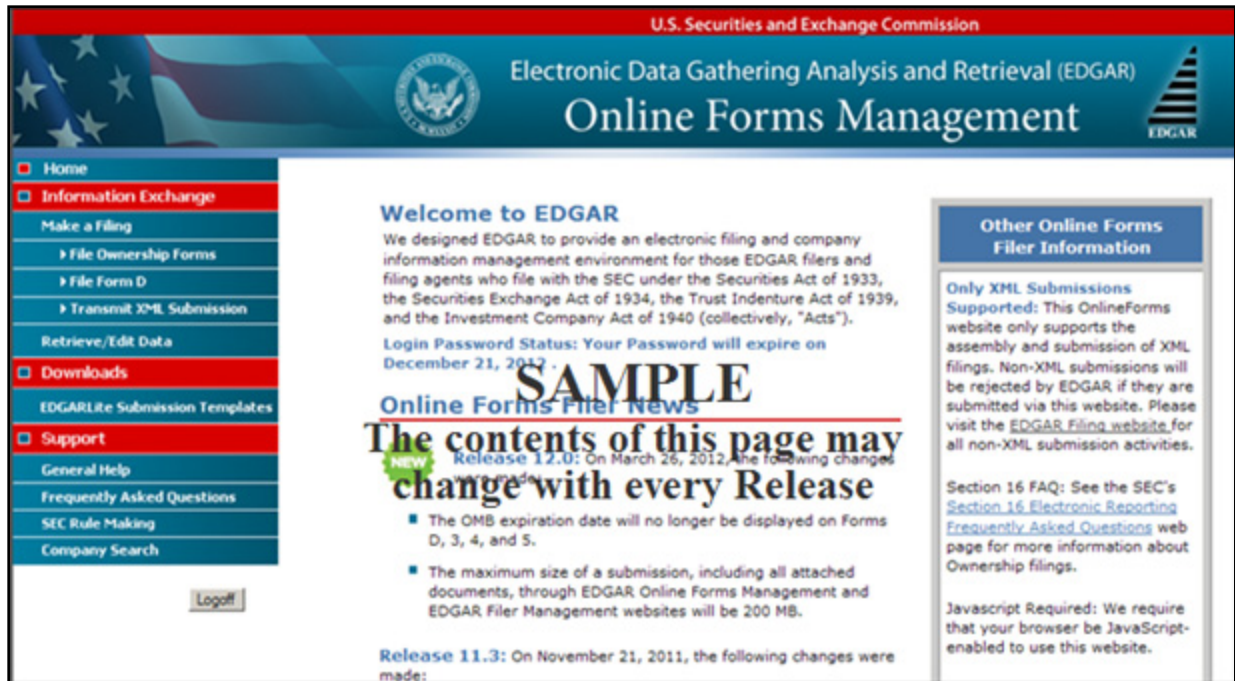 U.S. Securities and Exchange Commission
Electronic Data Gathering Analysis and Retrieval (EDGAR)
Online Forms Management
EDGAR
Home
Information Exchange
Make a Filing
File Ownership Forms
File Form D
Transmit XML Submission
Retrieve/Edit Data
Downloads
EDGARLite Submission Templates
Support
General Help
Frequently Asked Questions
SEC Rule Making
Company Search
Logoff
Welcome to EDGAR
We designed EDGAR to provide an electronic filing and company
information management environment for those EDGAR filers and
filing agents who file with the SEC under the Securities Act of 1933,
the Securities Exchange Act of 1934, the Trust Indenture Act of 1939,
and the Investment Company Act of 1940 (collectively, "Acts").
Login Password Status: Your Password will expire on
December 21, 2012 .
SAMPLE
Online Forms Filer News
The contents of this page may
NEW
Release 12.0: On March 26, 2012, the following changes
were made:
change with every Release
The OMB expiration date will no longer be displayed on Forms
D, 3, 4, and 5.
The maximum size of a submission, including all attached
documents, through EDGAR Online Forms Management and
EDGAR Filer Management websites will be 200 MB.
Release 11.3: On November 21, 2011, the following changes were
made:
Other Online Forms
Filer Information
Only XML Submissions
Supported: This OnlineForms
website only supports the
assembly and submission of XML
filings. Non-XML submissions will
be rejected by EDGAR if they are
submitted via this website. Please
visit the EDGAR Filing website for
all non-XML submission activities.
Section 16 FAQ: See the SEC's
Section 16 Electronic Reporting
Frequently Asked Questions web
page for more information about
Ownership filings.
Javascript Required: We require
that your browser be JavaScript-
enabled to use this website.